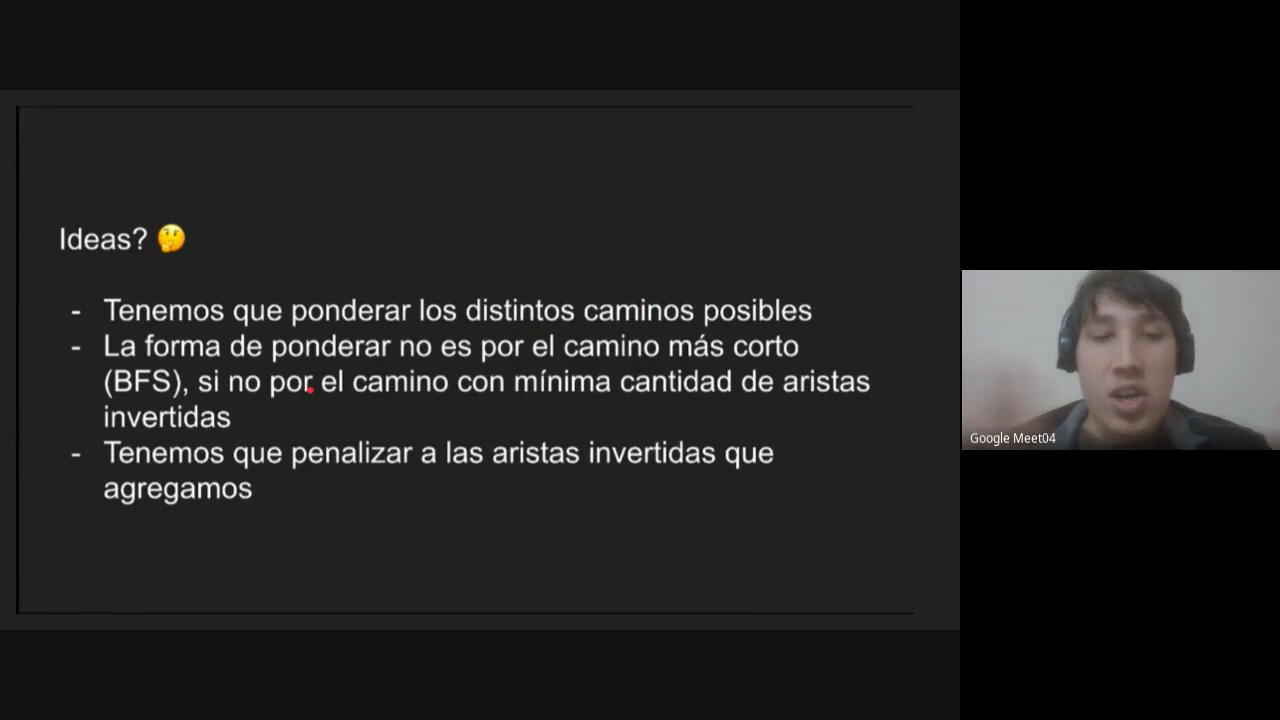 Ideas? 🤔
- Tenemos que ponderar los distintos caminos posibles
- La forma de ponderar no es por el camino más corto
(BFS), si no por el camino con mínima cantidad de aristas
invertidas
- Tenemos que penalizar a las aristas invertidas que
agregamos
Google Meet04